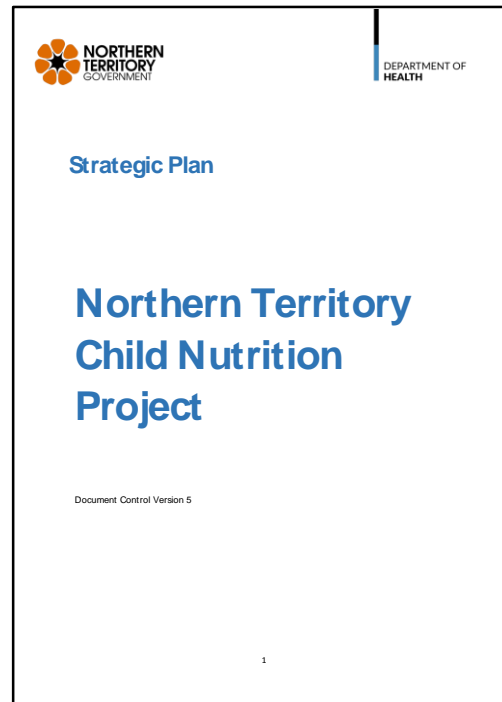 NORTHERN
TERRITORY
GOVERNMENT
DEPARTMENT OF
HEALTH
Strategic Plan
Northern Territory
Child Nutrition
Project
Document Control Version 5
1